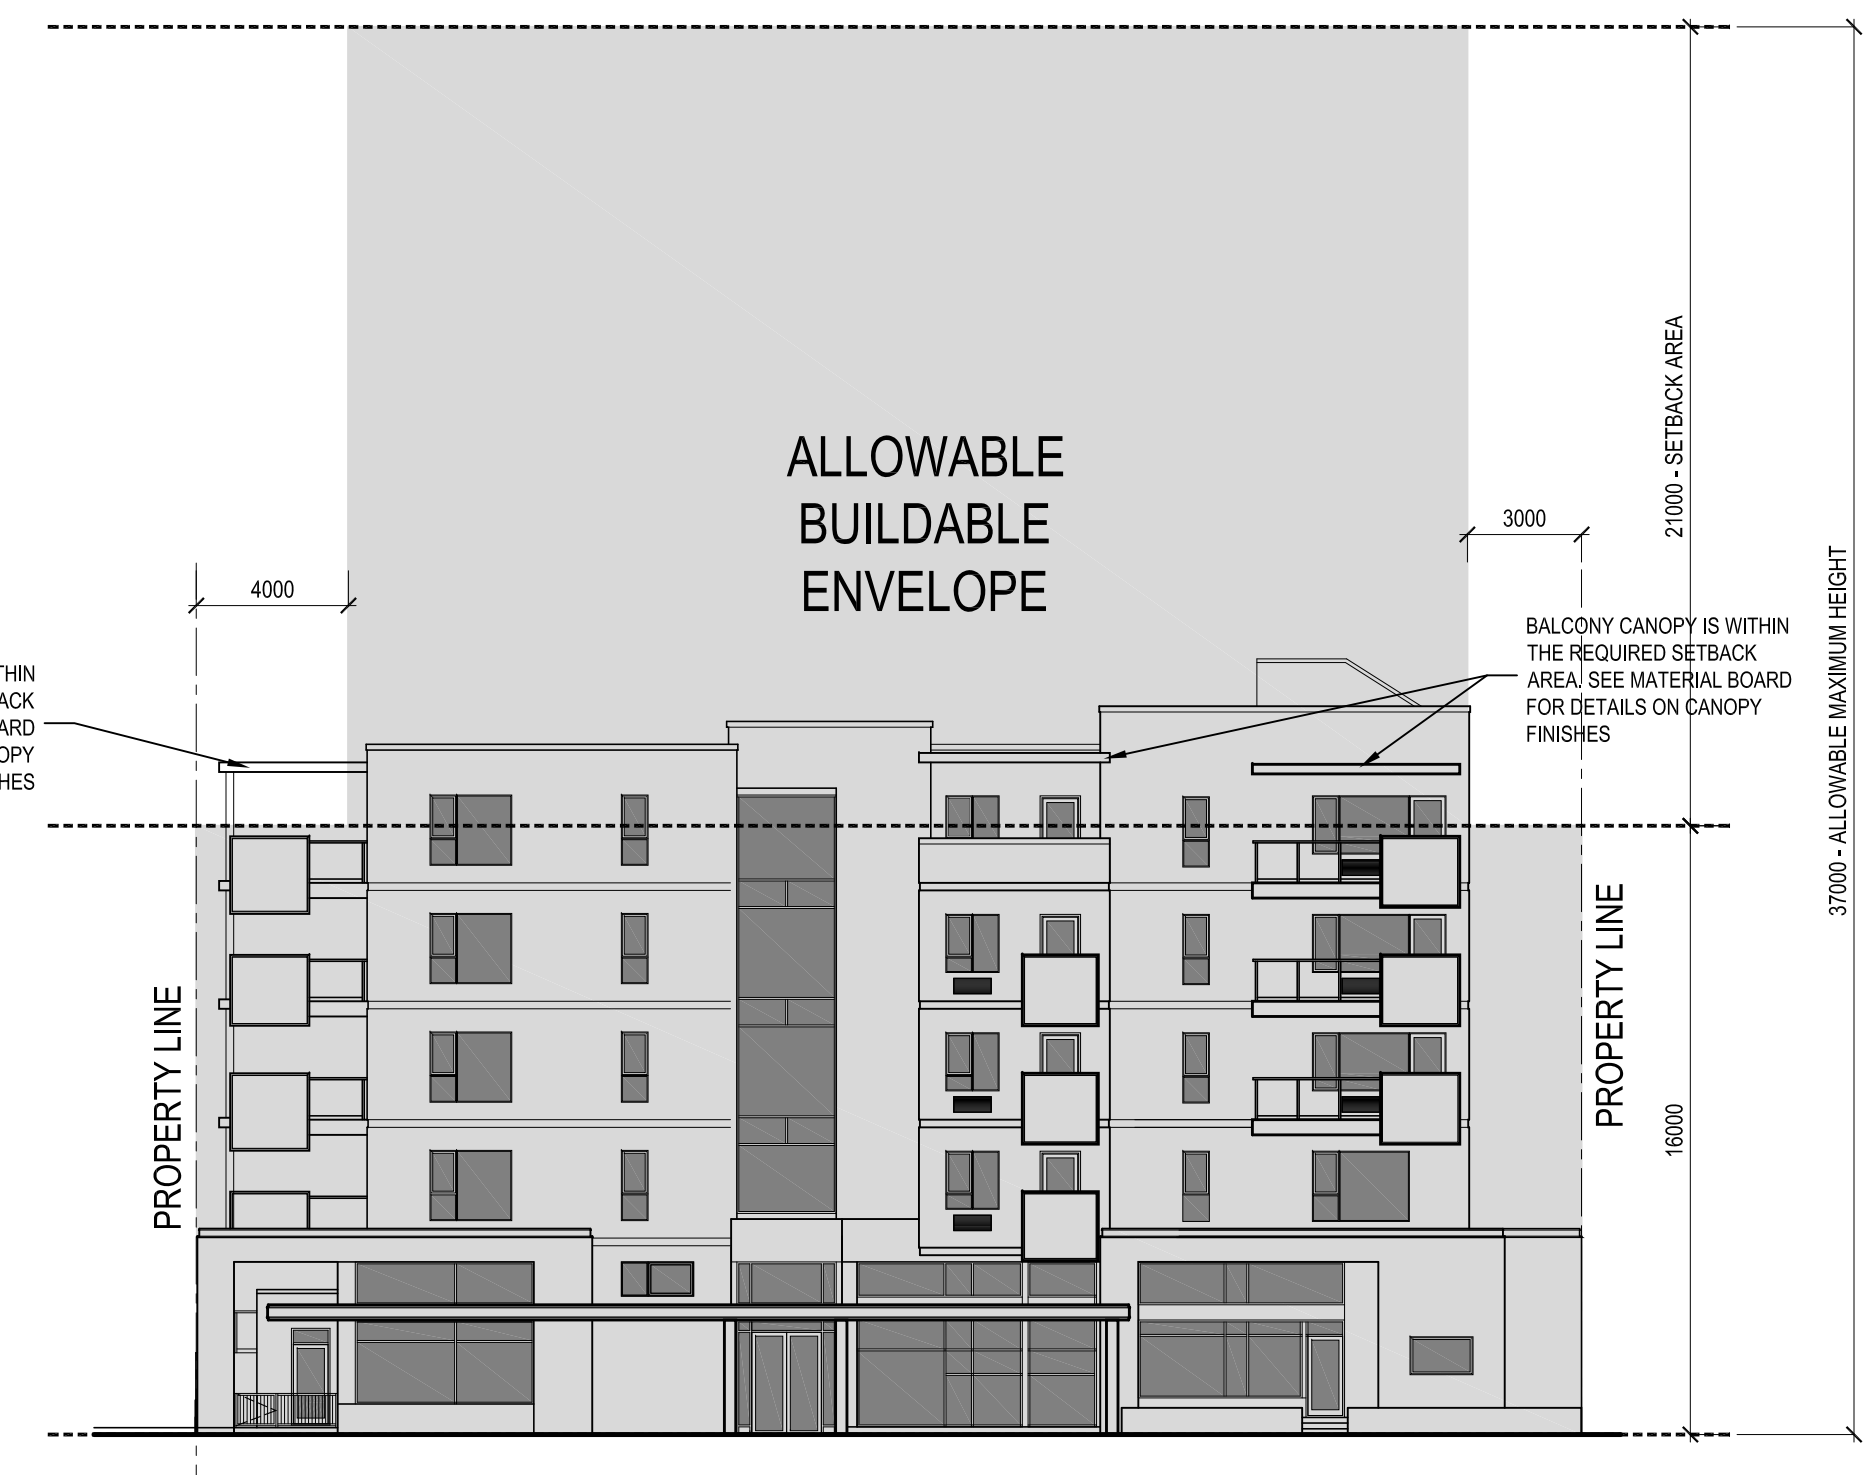 ALLOWABLE
BUILDABLE
ENVELOPE
21000 - SETBACK AREA
37000 - ALLOWABLE MAXIMUM HEIGHT
3000
4000
BALCONY CANOPY IS WITHIN
THE REQUIRED SETBACK
AREA. SEE MATERIAL BOARD
FOR DETAILS ON CANOPY
FINISHES
THIN
ACK
ARD
OPY
HES
PROPERTY LINE
PROPERTY LINE
16000